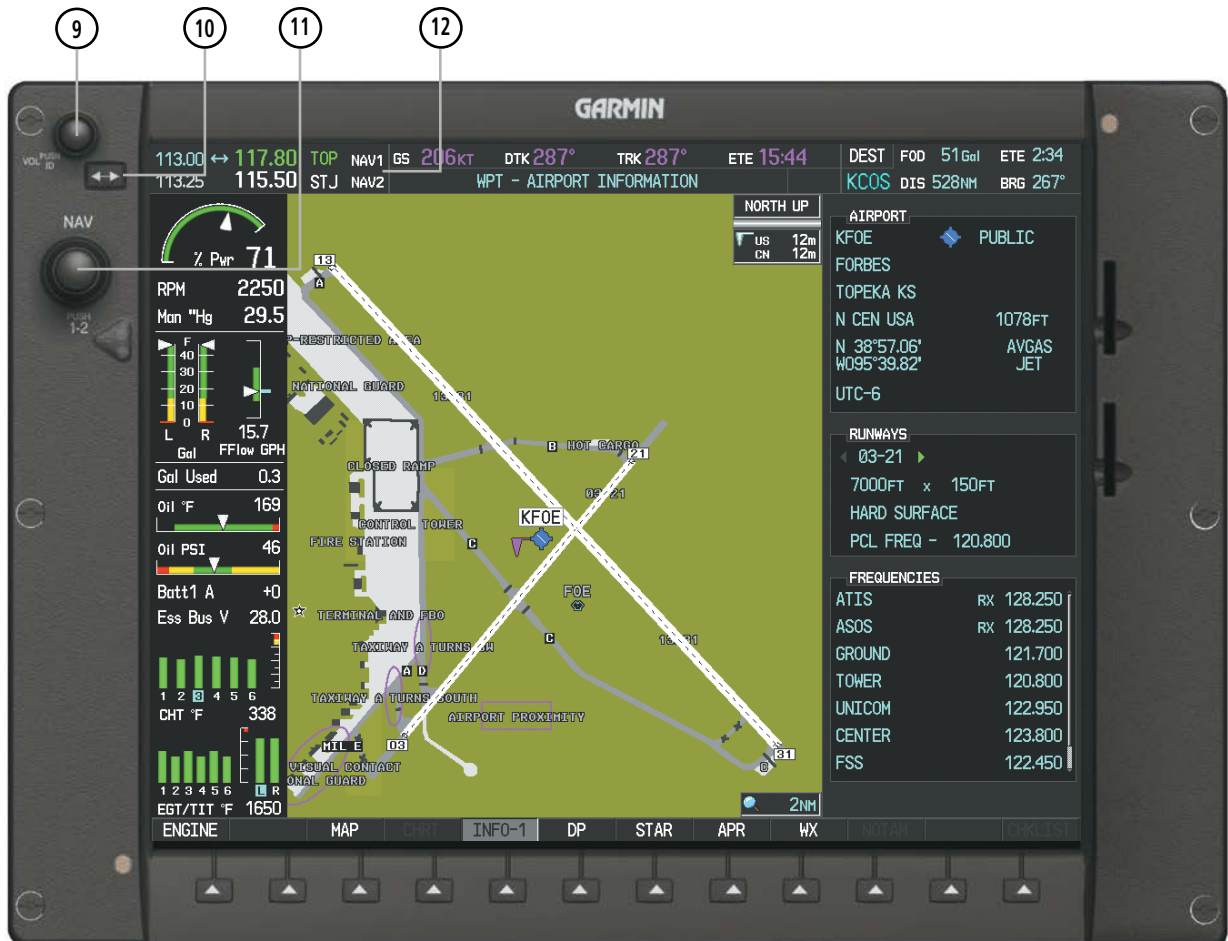 9 10 11 12
GARMIN
VOL PUSH ID
NAV
PUSH 1-2
113.00 ↔ 117.80 TOP NAV1 GS 206KT DTK 287° TRK 287° ETE 15:44 DEST FOD 51Gal ETE 2:34
113.25 115.50 STJ NAV2 WPT - AIRPORT INFORMATION KCOS DIS 528NM BRG 267°
% Pwr 71
RPM 2250
Man "Hg 29.5
F
40
30
20
10
0
L R
Gal
15.7
FFlow GPH
Gal Used 0.3
Oil °F 169
Oil PSI 46
Batt1 A +0
Ess Bus V 28.0
1 2 3 4 5 6
CHT °F 338
1 2 3 4 5 6 L R
EGT/TIT °F 1650
NORTH UP
US 12m
CN 12m
13
A
P-RESTRICTED AREA
NATIONAL GUARD
13-31
B HOT CARGO
21
CLOSED RAMP
03-21
CONTROL TOWER
KFOE
FIRE STATION
C
FOE
TERMINAL AND FBO
C
13-31
TAXIWAY A TURNS SW
A D
TAXIWAY A TURNS SOUTH
AIRPORT PROXIMITY
MIL E
03
31
VISUAL CONTACT
ONAL GUARD
C
2NM
AIRPORT
KFOE PUBLIC
FORBES
TOPEKA KS
N CEN USA 1078FT
N 38°57.06' AVGAS
W095°39.82' JET
UTC-6
RUNWAYS
03-21
7000FT x 150FT
HARD SURFACE
PCL FREQ - 120.800
FREQUENCIES
ATIS RX 128.250
ASOS RX 128.250
GROUND 121.700
TOWER 120.800
UNICOM 122.950
CENTER 123.800
FSS 122.450
ENGINE MAP CHRT INFO-1 DP STAR APR WX NOTAM CHKLIST